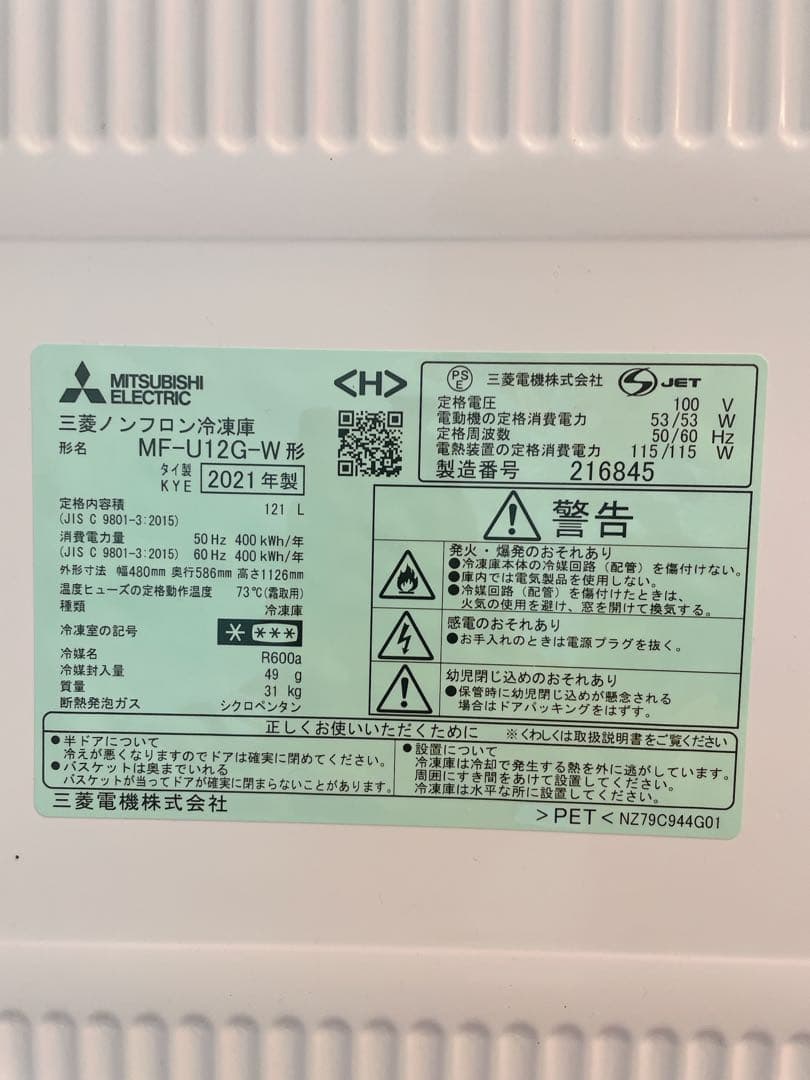 MITSUBISHI
ELECTRIC
三菱ノンフロン冷凍庫
形名 MF-U12G-W 形
タイ製
KYE 2021 年製
<H>
定格内容積 121 L
(JIS C 9801-3:2015)
消費電力量 50 Hz 400 kWh/年
(JIS C 9801-3:2015) 60 Hz 400 kWh/年
外形寸法 幅480mm 奥行586mm 高さ1126mm
温度ヒューズの定格動作温度 73℃(霜取用)
種類 冷凍庫
冷凍室の記号
冷媒名 R600a
冷媒封入量 49 g
質量 31 kg
断熱発泡ガス シクロペンタン
PSE 三菱電機株式会社 JET
定格電圧 100 V
電動機の定格消費電力 53/53 W
定格周波数 50/60 Hz
電熱装置の定格消費電力 115/115 W
製造番号 216845
警告
発火・爆発のおそれあり
●冷凍庫本体の冷媒回路(配管)を傷付けない。
●庫内では電気製品を使用しない。
●冷媒回路(配管)を傷付けたときは、
火気の使用を避け、窓を開けて換気する。
感電のおそれあり
●お手入れのときは電源プラグを抜く。
幼児閉じ込めのおそれあり
●保管時に幼児閉じ込めが懸念される
場合はドアパッキングをはずす。
正しくお使いいただくために ※くわしくは取扱説明書をご覧ください
●半ドアについて
冷えが悪くなりますのでドアは確実に閉めてください。
●バスケットは奥までいれる
バスケットが当ってドアが確実に閉まらないことがあります。
●設置について
冷凍庫は冷却で発生する熱を外に逃がしています。
周囲にすき間をあけて設置してください。
冷凍庫は水平な所に設置してください。
三菱電機株式会社
>PET< NZ79C944G01